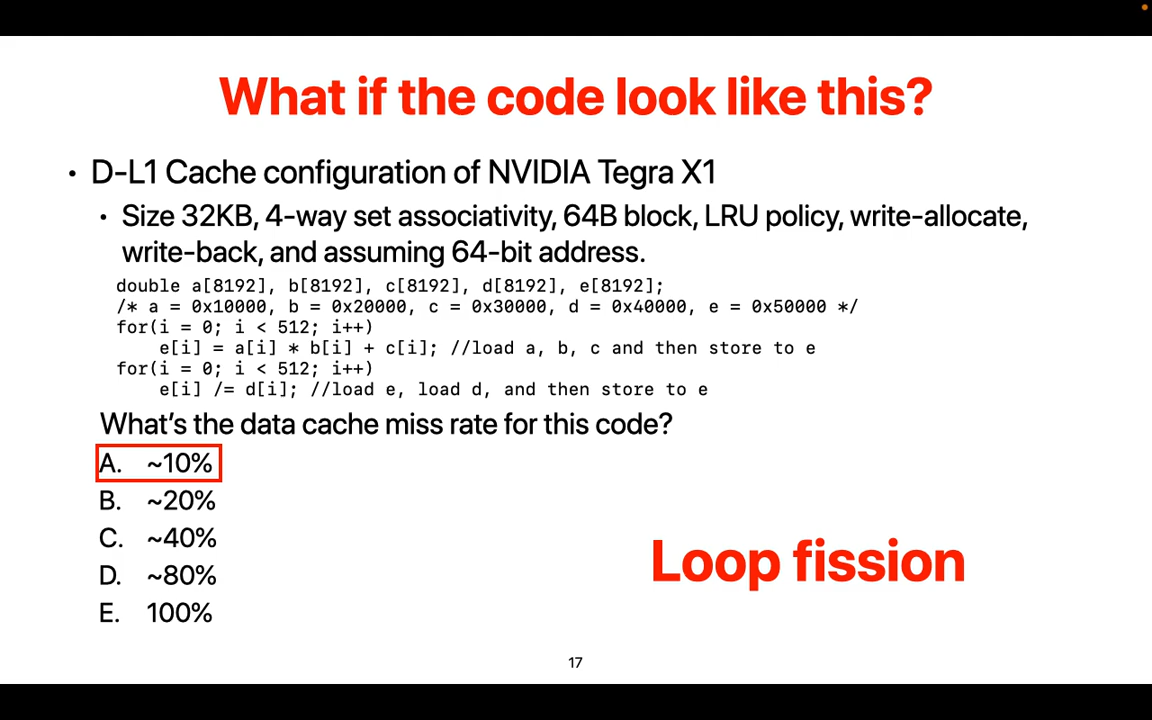 What if the code look like this?
• D-L1 Cache configuration of NVIDIA Tegra X1
• Size 32KB, 4-way set associativity, 64B block, LRU policy, write-allocate,
write-back, and assuming 64-bit address.
double a[8192], b[8192], c[8192], d[8192], e[8192];
/* a = 0x10000, b = 0x20000, c = 0x30000, d = 0x40000, e = 0x50000 */
for(i = 0; i < 512; i++)
    e[i] = a[i] * b[i] + c[i]; //load a, b, c and then store to e
for(i = 0; i < 512; i++)
    e[i] /= d[i]; //load e, load d, and then store to e
What's the data cache miss rate for this code?
A. ~10%
B. ~20%
C. ~40%
D. ~80%
E. 100%
Loop fission
17